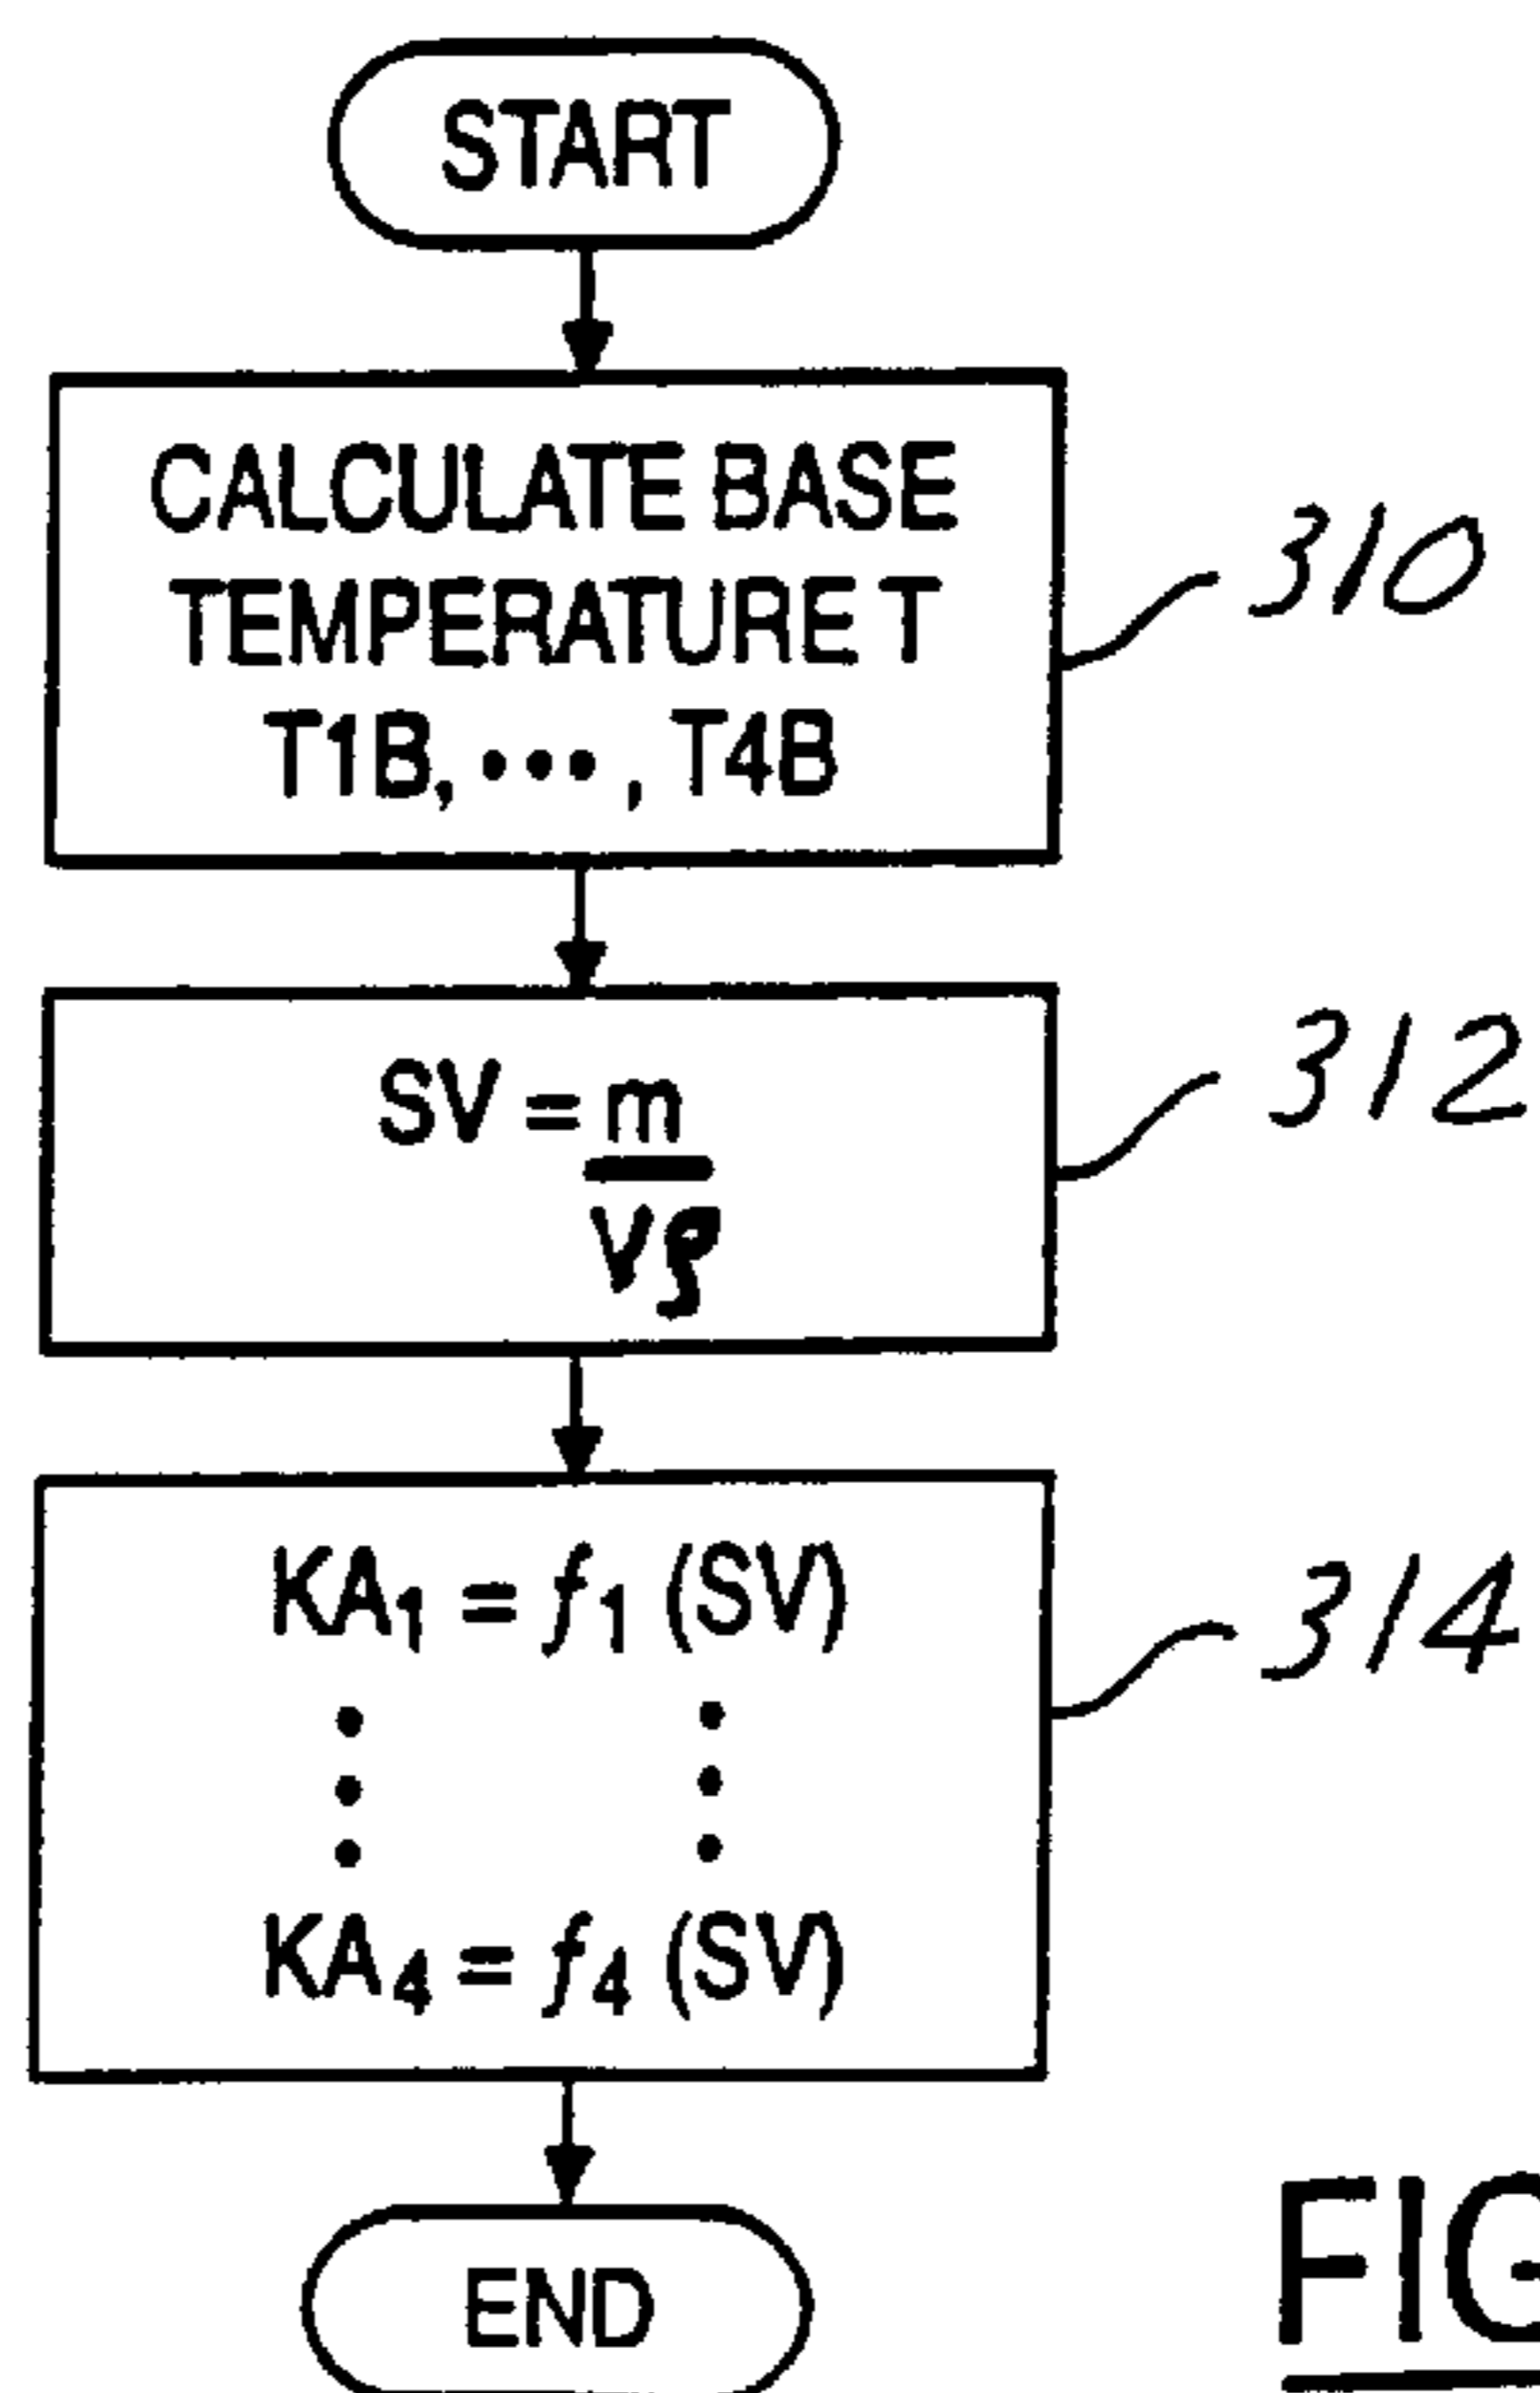 START
CALCULATE BASE
TEMPERATURE T
T1B, ••• , T4B
310
SV = m
Vρ
312
KA₁ = f₁ (SV)
KA₄ = f₄ (SV)
314
END
FIG